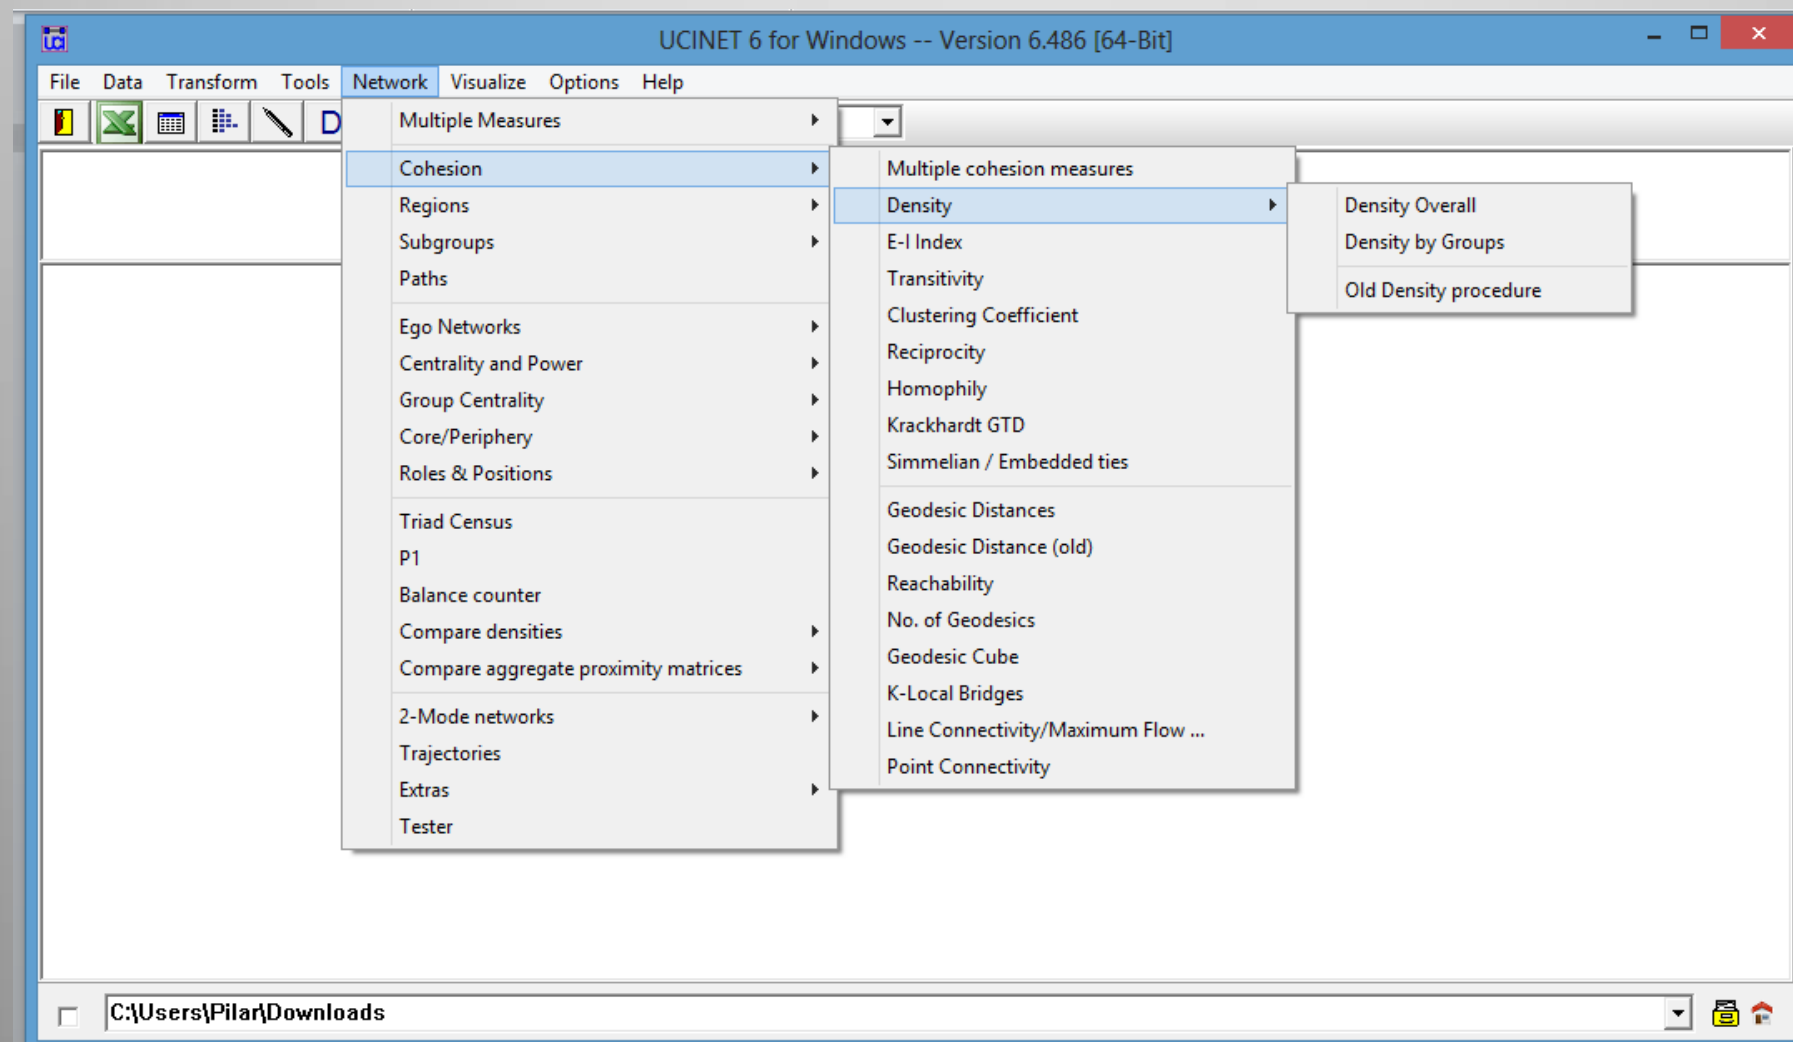 UCINET 6 for Windows -- Version 6.486 [64-Bit]
File Data Transform Tools Network Visualize Options Help
D
Multiple Measures
Cohesion
Regions
Subgroups
Paths
Ego Networks
Centrality and Power
Group Centrality
Core/Periphery
Roles & Positions
Triad Census
P1
Balance counter
Compare densities
Compare aggregate proximity matrices
2-Mode networks
Trajectories
Extras
Tester
Multiple cohesion measures
Density
E-I Index
Transitivity
Clustering Coefficient
Reciprocity
Homophily
Krackhardt GTD
Simmelian / Embedded ties
Geodesic Distances
Geodesic Distance (old)
Reachability
No. of Geodesics
Geodesic Cube
K-Local Bridges
Line Connectivity/Maximum Flow ...
Point Connectivity
Density Overall
Density by Groups
Old Density procedure
C:\Users\Pilar\Downloads